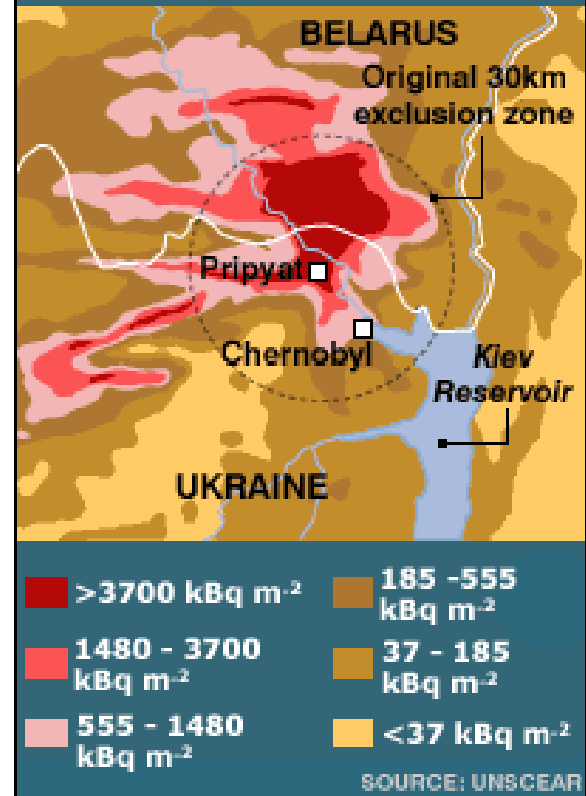 BELARUS
Original 30km
exclusion zone
Pripyat
Chernobyl
Kiev
Reservoir
UKRAINE
>3700 kBq m-2
1480 - 3700
kBq m-2
555 - 1480
kBq m-2
185 -555
kBq m-2
37 - 185
kBq m-2
<37 kBq m-2
SOURCE: UNSCEAR